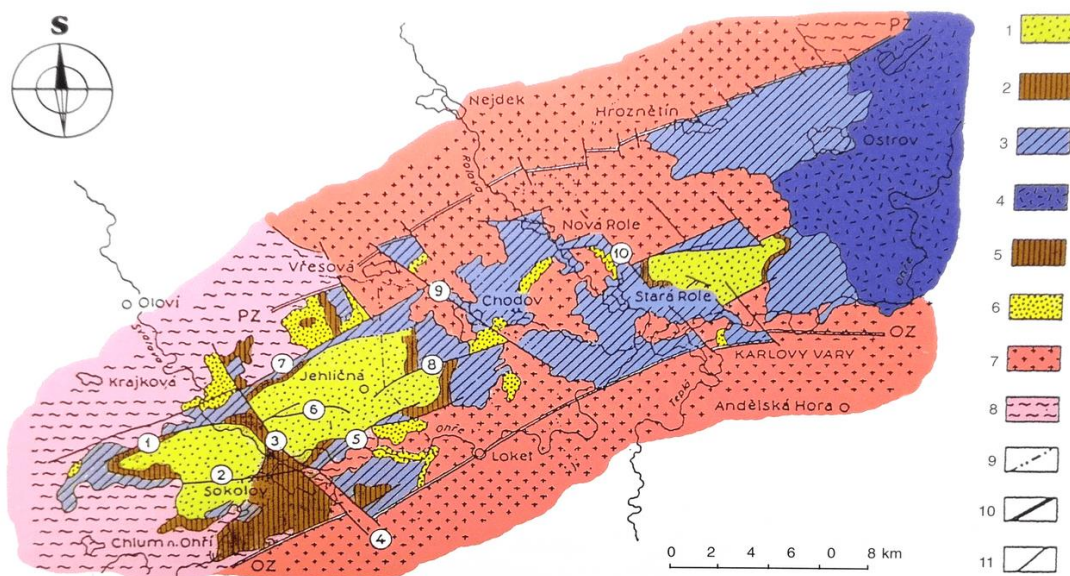 S
PZ
Nejdek
Hroznětín
Ostrov
Rolava
ohře
Nová Role
10
Vřesová
Oloví
9
Chodov
Stará Role
PZ
Svatava
OZ
KARLOVY VARY
7
Jehličná
8
Krajková
Teplá
Andělská Hora
6
1
3
5
ohře
Loket
2
Sokolov
4
Chlum n. Ohří
OZ
0 2 4 6 0 8 km
1
2
3
4
5
6
7
8
9
10
11